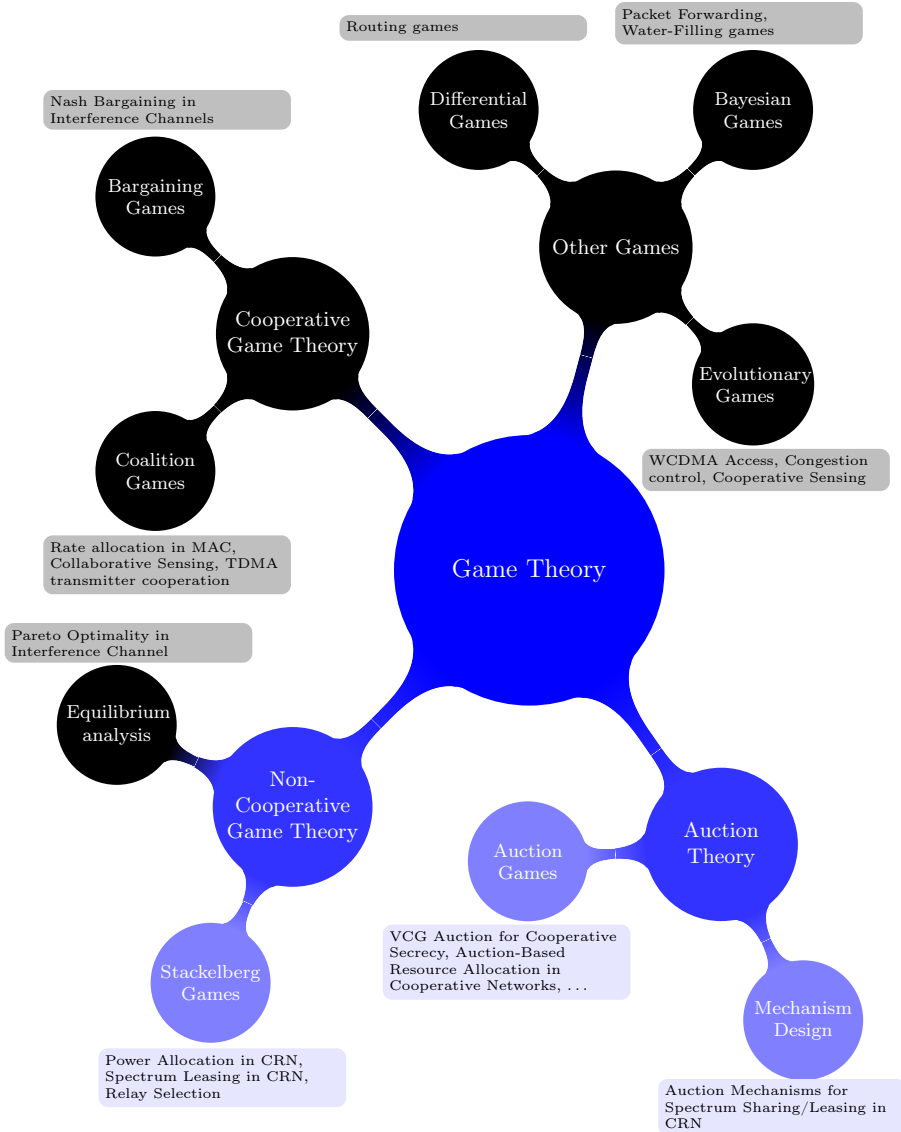 Routing games
Packet Forwarding,
Water-Filling games
Differential
Games
Bayesian
Games
Nash Bargaining in
Interference Channels
Bargaining
Games
Other Games
Cooperative
Game Theory
Evolutionary
Games
WCDMA Access, Congestion
control, Cooperative Sensing
Coalition
Games
Rate allocation in MAC,
Collaborative Sensing, TDMA
transmitter cooperation
Game Theory
Pareto Optimality in
Interference Channel
Equilibrium
analysis
Non-
Cooperative
Game Theory
Auction
Theory
Auction
Games
VCG Auction for Cooperative
Secrecy, Auction-Based
Resource Allocation in
Cooperative Networks, ...
Stackelberg
Games
Power Allocation in CRN,
Spectrum Leasing in CRN,
Relay Selection
Mechanism
Design
Auction Mechanisms for
Spectrum Sharing/Leasing in
CRN